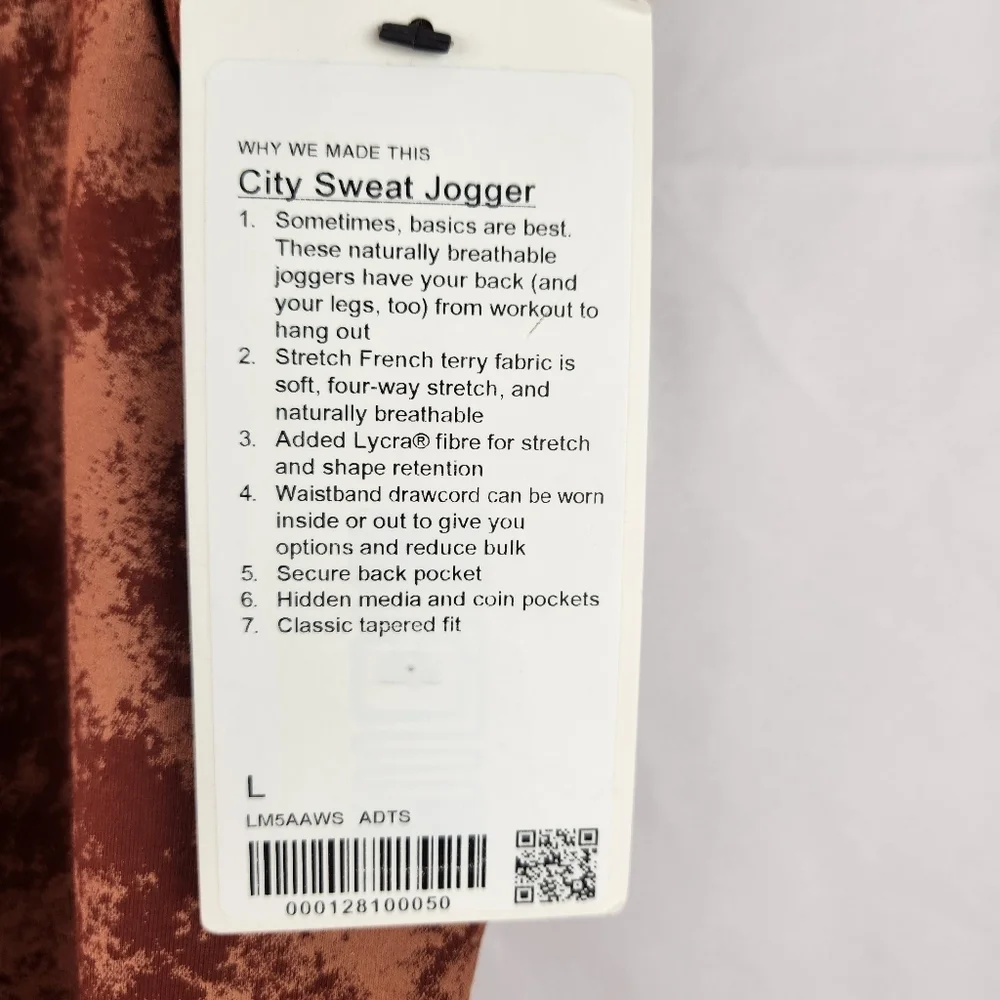 WHY WE MADE THIS
City Sweat Jogger
1. Sometimes, basics are best.
These naturally breathable
joggers have your back (and
your legs, too) from workout to
hang out
2. Stretch French terry fabric is
soft, four-way stretch, and
naturally breathable
3. Added Lycra® fibre for stretch
and shape retention
4. Waistband drawcord can be worn
inside or out to give you
options and reduce bulk
5. Secure back pocket
6. Hidden media and coin pockets
7. Classic tapered fit
L
LM5AAWS ADTS
000128100050